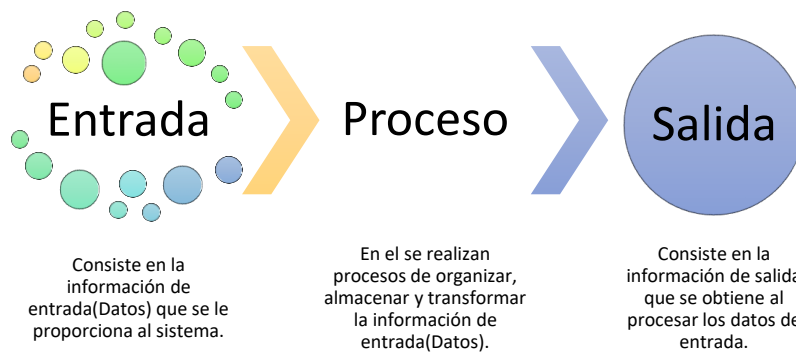 Entrada
Proceso
Salida
Consiste en la
información de
entrada(Datos) que se le
proporciona al sistema.
En el se realizan
procesos de organizar,
almacenar y transformar
la información de
entrada(Datos).
Consiste en la
información de salida
que se obtiene al
procesar los datos de
entrada.